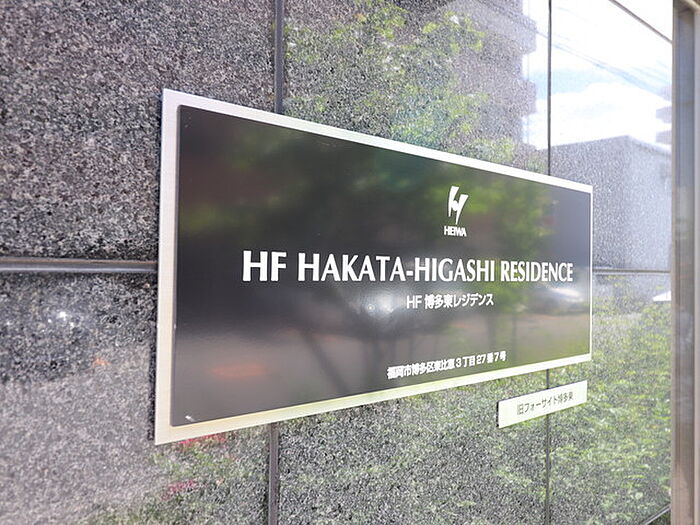 HEIWA
HF HAKATA-HIGASHI RESIDENCE
HF 博多東レジデンス
福岡市博多区東比恵3丁目27番7号
旧フォーサイト博多東